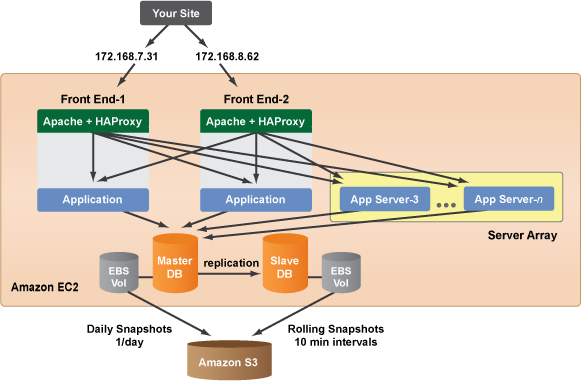 Your Site
172.168.7.31
172.168.8.62
Front End-1
Front End-2
Apache + HAProxy
Apache + HAProxy
Application
Application
App Server-3
App Server-n
Server Array
Master
DB
replication
Slave
DB
EBS
Vol
EBS
Vol
Amazon EC2
Daily Snapshots
1/day
Rolling Snapshots
10 min intervals
Amazon S3